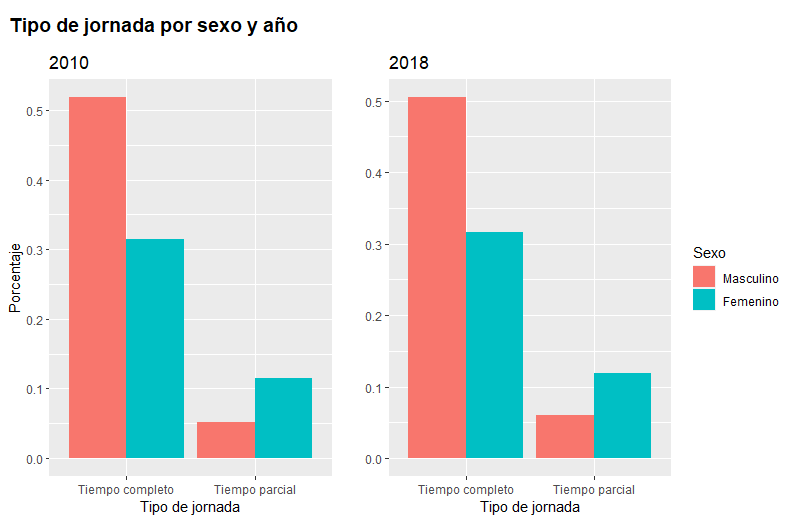 Tipo de jornada por sexo y año
2010
2018
Porcentaje
0.5
0.4
0.3
0.2
0.1
0.0
0.5
0.4
0.3
0.2
0.1
0.0
Tiempo completo
Tiempo parcial
Tiempo completo
Tiempo parcial
Tipo de jornada
Tipo de jornada
Sexo
Masculino
Femenino